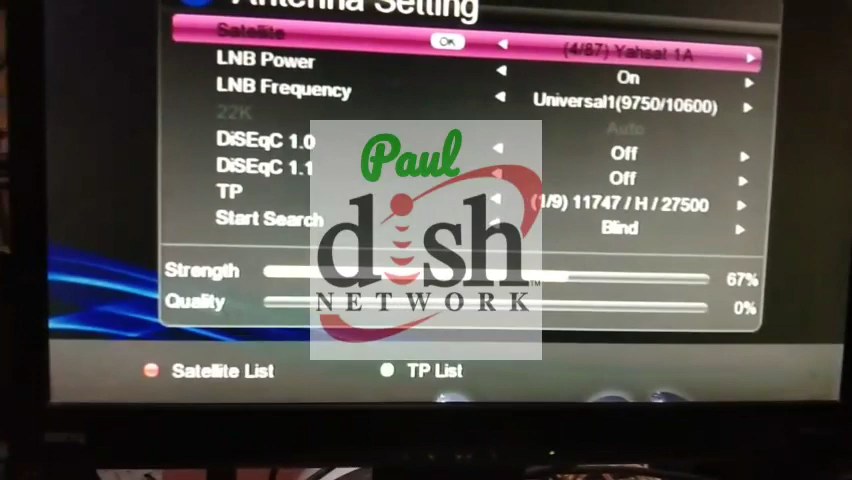 Antenna Setting
Satellite OK (4/87) Yahsat 1A
LNB Power On
LNB Frequency Universal1(9750/10600)
22K Auto
DiSEqC 1.0 Off
DiSEqC 1.1 Off
TP (1/9) 11747 / H / 27500
Start Search Blind
Strength 67%
Quality 0%
Satellite List TP List
Paul
dish
NETWORK
TM